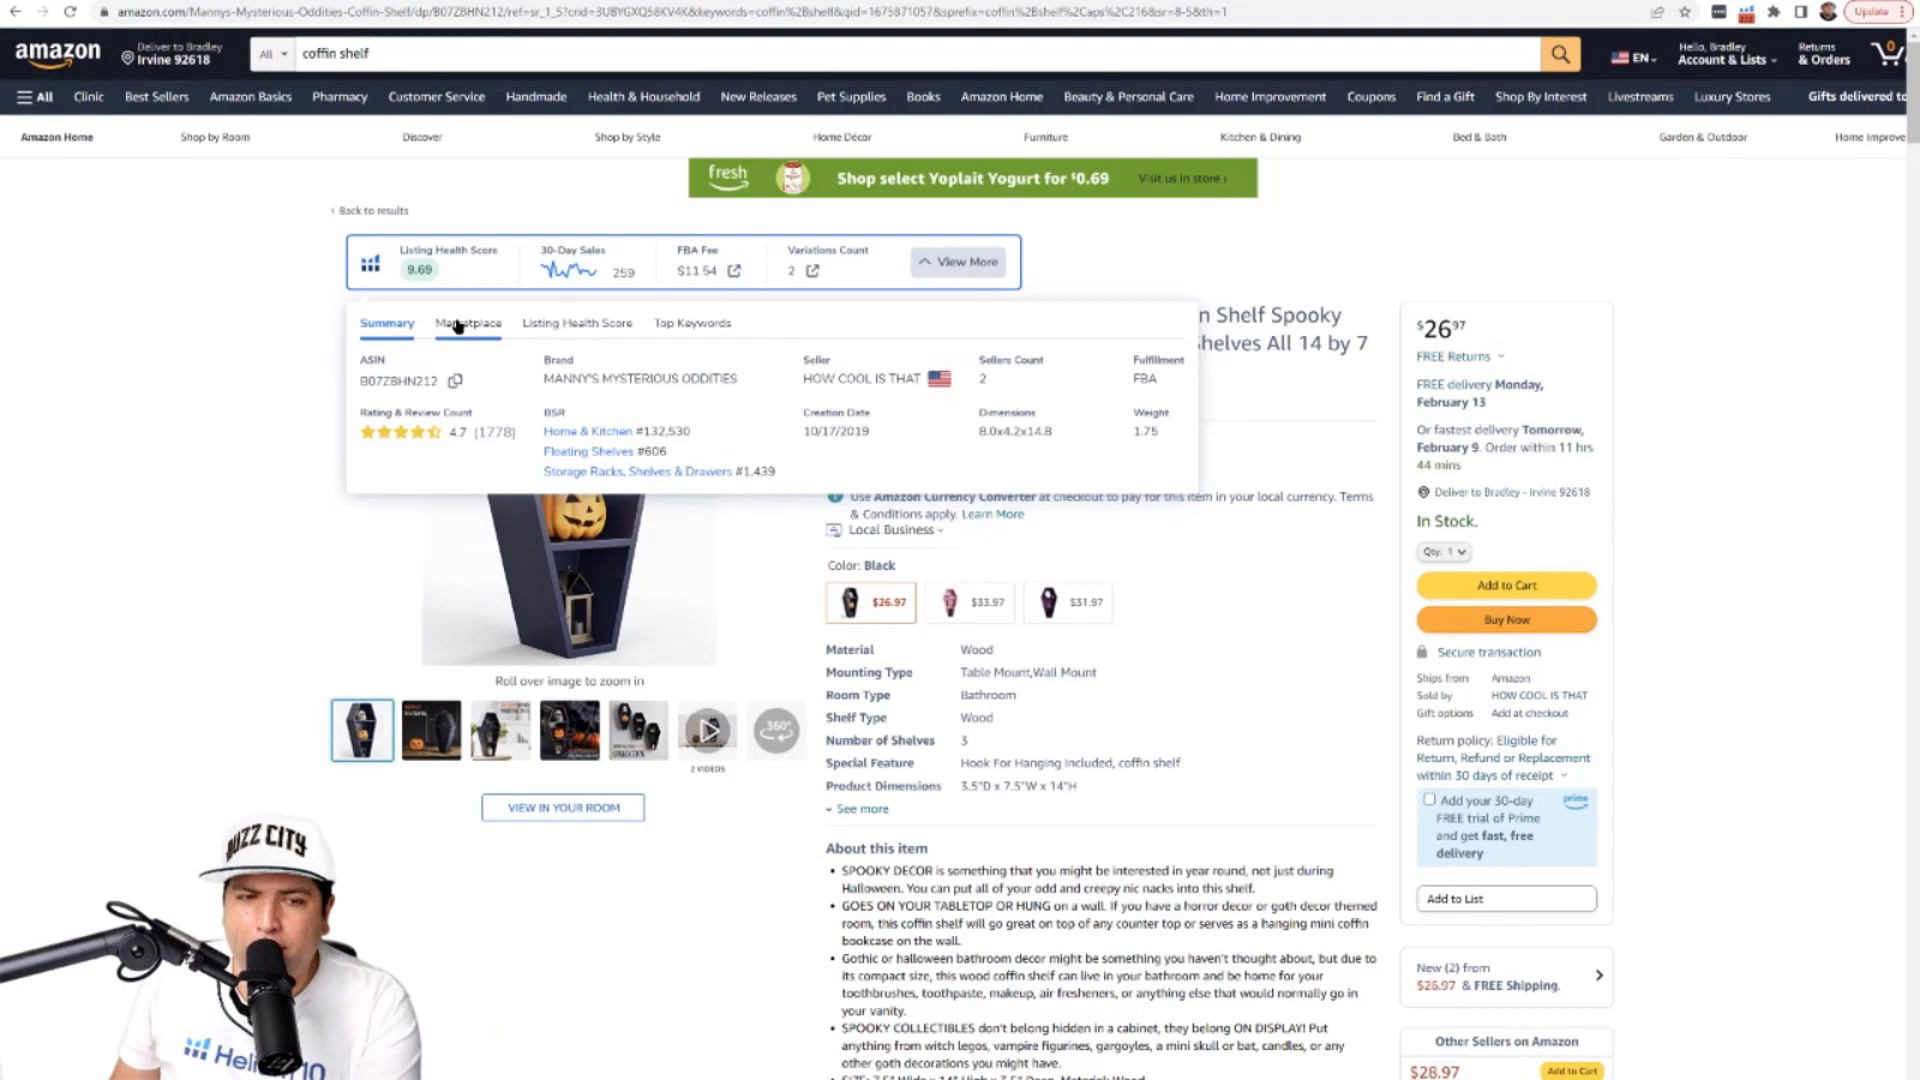 amazon.com/Mannys-Mysterious-Oddities-Coffin-Shelf/dp/B07Z8HN212/ref=sr_1_5?crid=3UBYGXQ58KV4K&keywords=coffin%2Bshelf&qid=1675871057&sprefix=coffin%2Bshelf%2Caps%2C216&sr=8-5&th=1
Update
amazon
Deliver to Bradley
Irvine 92618
All
coffin shelf
EN
Hello, Bradley
Account & Lists
Returns
& Orders
0
All Clinic Best Sellers Amazon Basics Pharmacy Customer Service Handmade Health & Household New Releases Pet Supplies Books Amazon Home Beauty & Personal Care Home Improvement Coupons Find a Gift Shop By Interest Livestreams Luxury Stores Gifts delivered to
Amazon Home Shop by Room Discover Shop by Style Home Décor Furniture Kitchen & Dining Bed & Bath Garden & Outdoor Home Improve
fresh Shop select Yoplait Yogurt for $0.69 Visit us in store ›
‹ Back to results
Listing Health Score 30-Day Sales FBA Fee Variations Count
9.69 259 $11.54 2
View More
Summary Marketplace Listing Health Score Top Keywords
ASIN Brand Seller Sellers Count Fulfillment
B07Z8HN212 MANNY'S MYSTERIOUS ODDITIES HOW COOL IS THAT 2 FBA
Rating & Review Count BSR Creation Date Dimensions Weight
4.7 (1778) Home & Kitchen #132,530 10/17/2019 8.0x4.2x14.8 1.75
Floating Shelves #606
Storage Racks, Shelves & Drawers #1,439
n Shelf Spooky
helves All 14 by 7
Use Amazon Currency Converter at checkout to pay for this item in your local currency. Terms
& Conditions apply. Learn More
Local Business
Color: Black
$26.97 $33.97 $31.97
Material Wood
Mounting Type Table Mount,Wall Mount
Room Type Bathroom
Shelf Type Wood
Number of Shelves 3
Special Feature Hook For Hanging Included, coffin shelf
Product Dimensions 3.5"D x 7.5"W x 14"H
See more
Roll over image to zoom in
360°
2 VIDEOS
VIEW IN YOUR ROOM
About this item
• SPOOKY DECOR is something that you might be interested in year round, not just during
Halloween. You can put all of your odd and creepy nic nacks into this shelf.
• GOES ON YOUR TABLETOP OR HUNG on a wall. If you have a horror decor or goth decor themed
room, this coffin shelf will go great on top of any counter top or serves as a hanging mini coffin
bookcase on the wall.
• Gothic or halloween bathroom decor might be something you haven't thought about, but due to
its compact size, this wood coffin shelf can live in your bathroom and be home for your
toothbrushes, toothpaste, makeup, air fresheners, or anything else that would normally go in
your vanity.
• SPOOKY COLLECTIBLES don't belong hidden in a cabinet, they belong ON DISPLAY! Put
anything from witch legos, vampire figurines, gargoyles, a mini skull or bat, candles, or any
other goth decorations you might have.
$26.97
FREE Returns
FREE delivery Monday,
February 13
Or fastest delivery Tomorrow,
February 9. Order within 11 hrs
44 mins
Deliver to Bradley - Irvine 92618
In Stock.
Qty: 1
Add to Cart
Buy Now
Secure transaction
Ships from Amazon
Sold by HOW COOL IS THAT
Gift options Add at checkout
Return policy: Eligible for
Return, Refund or Replacement
within 30 days of receipt
Add your 30-day prime
FREE trial of Prime
and get fast, free
delivery
Add to List
New (2) from
$26.97 & FREE Shipping.
Other Sellers on Amazon
$28.97 Add to Cart
BUZZ CITY
Helium 10